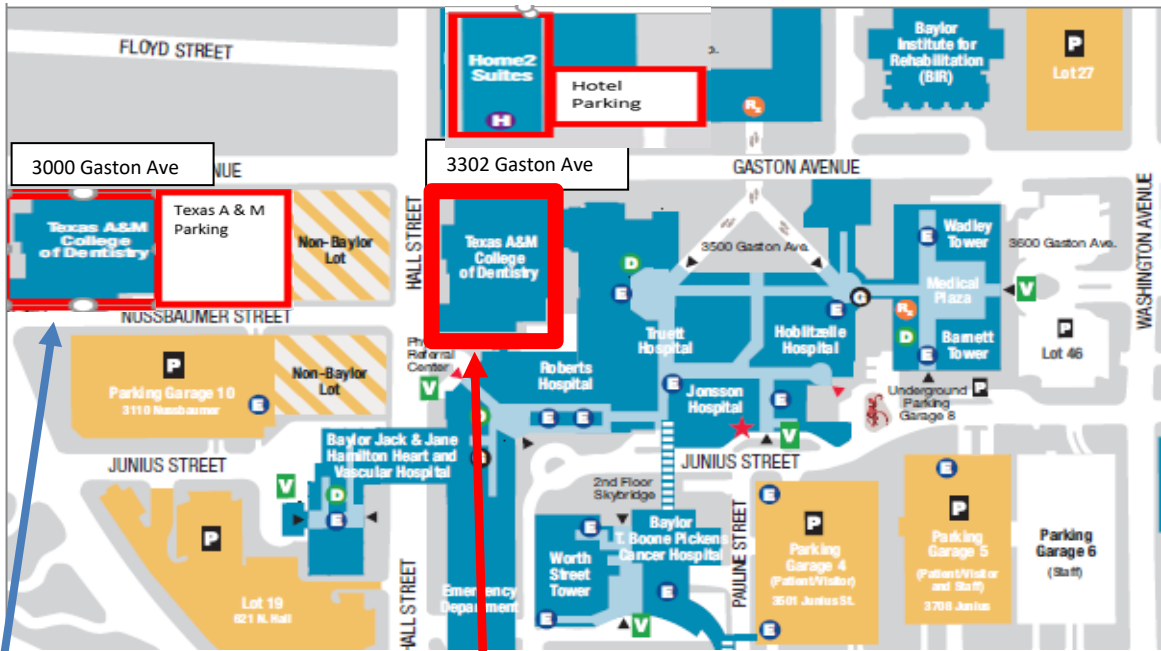 FLOYD STREET
Home2
Suites
H
Hotel
Parking
Rx
Baylor
Institute for
Rehabilitation
(BIR)
P
Lot 27
3000 Gaston Ave
NUE
3302 Gaston Ave
GASTON AVENUE
Texas A&M
College
of Dentistry
Texas A & M
Parking
Non-Baylor
Lot
HALL STREET
Texas A&M
College
of Dentistry
D
E
3500 Gaston Ave.
E
Wadley
Tower
3600 Gaston Ave.
WASHINGTON AVENUE
Medical
Plaza
V
G
E
Rx
D
E
Barnett
Tower
P
Lot 46
NUSSBAUMER STREET
Truett
Hospital
Hoblitzelle
Hospital
Referral
Center
V
Roberts
Hospital
P
Parking Garage 10
3110 Nussbaumer
E
Non-Baylor
Lot
E
Jonsson
Hospital
E
Underground
Parking
Garage 8
P
D
E
E
V
Baylor Jack & Jane
Hamilton Heart and
Vascular Hospital
JUNIUS STREET
JUNIUS STREET
V
D
E
2nd Floor
Skybridge
E
E
P
Lot 19
621 N. Hall
E
Baylor
T. Boone Pickens
Cancer Hospital
Worth
Street
Tower
E
V
PAULINE STREET
E
P
Parking
Garage 4
(Patient/Visitor)
3601 Junius St.
E
P
Parking
Garage 5
(Patient/Visitor
and Staff)
3708 Junius
Parking
Garage 6
(Staff)
HALL STREET
Emergency
Department